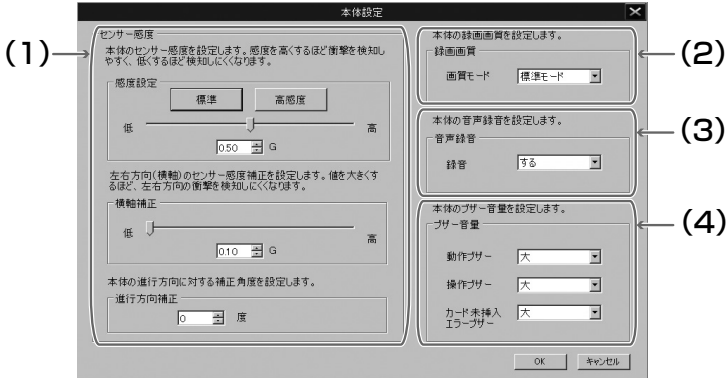 本体設定
(1)
センサー感度
本体のセンサー感度を設定します。感度を高くするほど衝撃を検知し
やすく、低くするほど検知しにくくなります。
感度設定
標準 高感度
低 高
0.50 G
左右方向(横軸)のセンサー感度補正を設定します。値を大きくす
るほど、左右方向の衝撃を検知しにくくなります。
横軸補正
低 高
0.10 G
本体の進行方向に対する補正角度を設定します。
進行方向補正
0 度
(2)
本体の録画画質を設定します。
録画画質
画質モード 標準モード
(3)
本体の音声録音を設定します。
音声録音
録音 する
(4)
本体のブザー音量を設定します。
ブザー音量
動作ブザー 大
操作ブザー 大
カード未挿入 大
エラーブザー
OK キャンセル